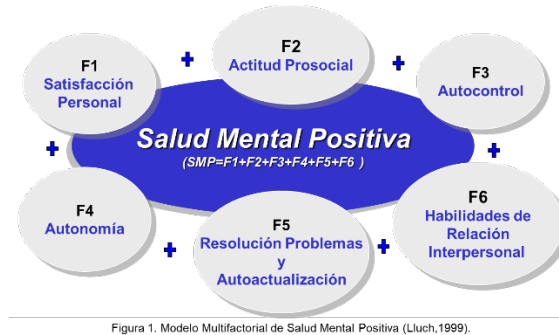 F1
Satisfacción
Personal
F2
Actitud Prosocial
F3
Autocontrol
Salud Mental Positiva
(SMP=F1+F2+F3+F4+F5+F6 )
F4
Autonomía
F5
Resolución Problemas
y
Autoactualización
F6
Habilidades de
Relación
Interpersonal
Figura 1. Modelo Multifactorial de Salud Mental Positiva (Lluch,1999).